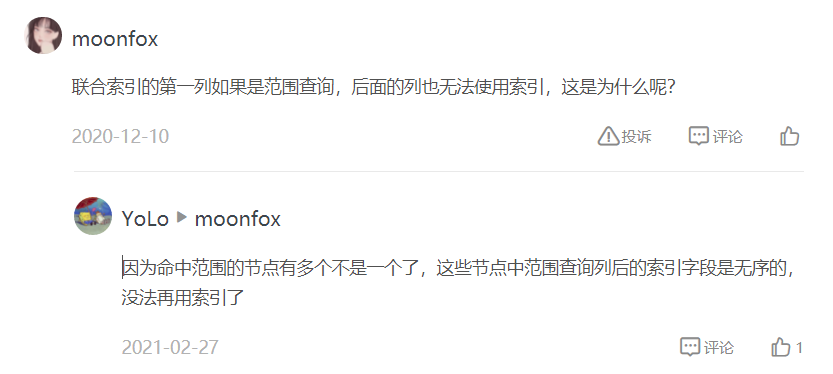 moonfox
联合索引的第一列如果是范围查询，后面的列也无法使用索引，这是为什么呢？
2020-12-10
投诉
评论
YoLo ▶ moonfox
因为命中范围的节点有多个不是一个了，这些节点中范围查询列后的索引字段是无序的，
没法再用索引了
2021-02-27
评论
1